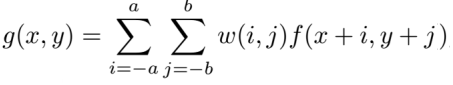 g(x, y) = \sum_{i=-a}^{a} \sum_{j=-b}^{b} w(i, j) f(x + i, y + j),